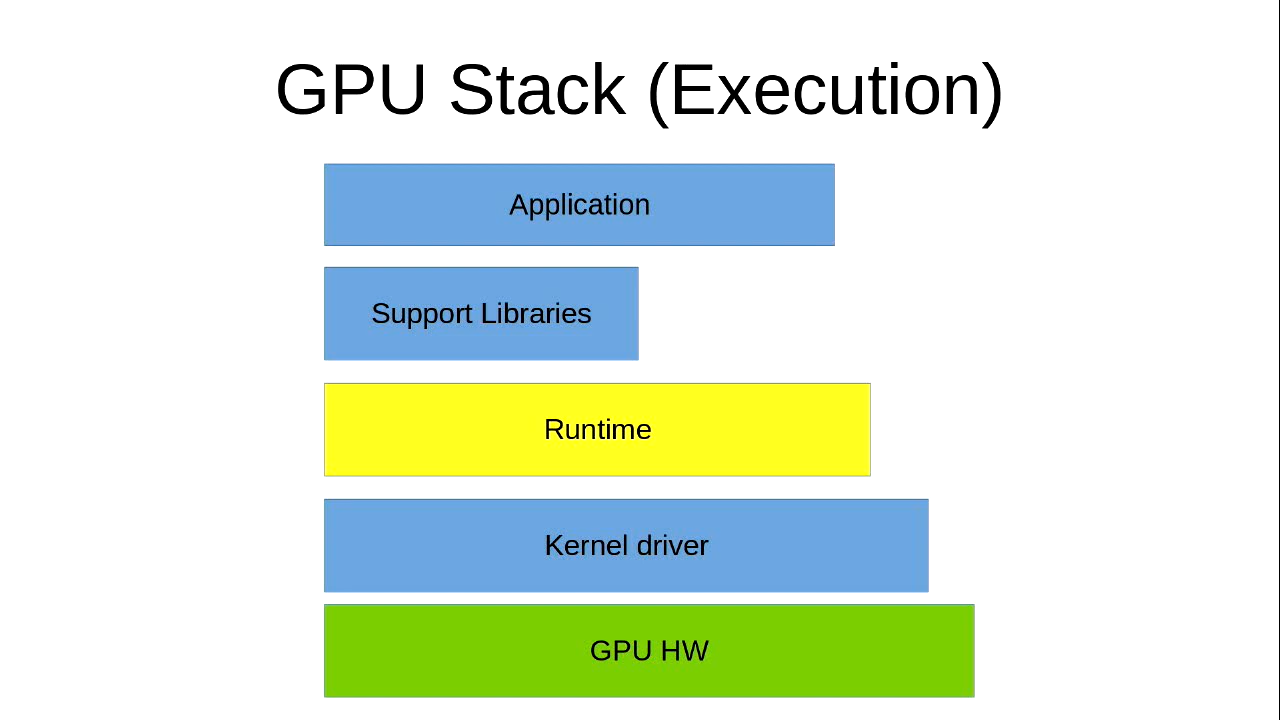 GPU Stack (Execution)
Application
Support Libraries
Runtime
Kernel driver
GPU HW